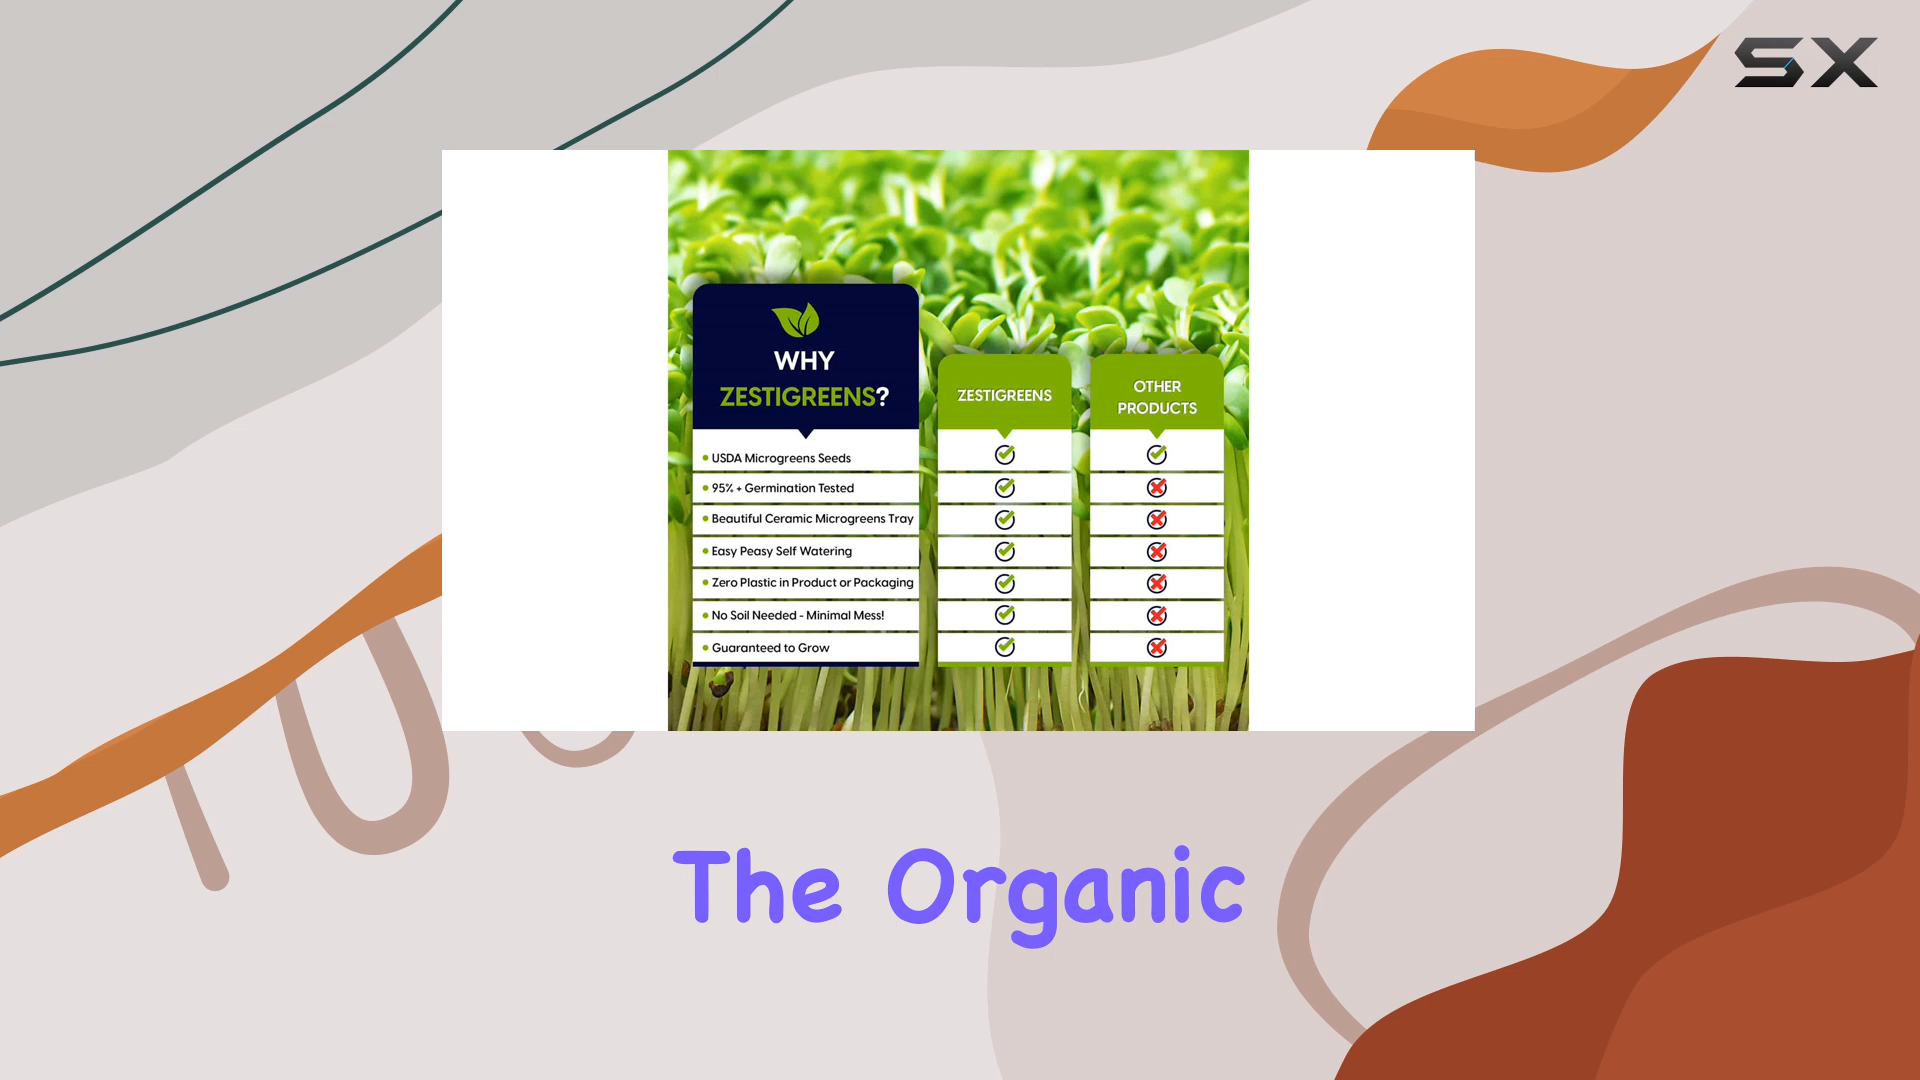 SX
WHY
ZESTIGREENS?
ZESTIGREENS
OTHER
PRODUCTS
USDA Microgreens Seeds
95% + Germination Tested
Beautiful Ceramic Microgreens Tray
Easy Peasy Self Watering
Zero Plastic in Product or Packaging
No Soil Needed - Minimal Mess!
Guaranteed to Grow
The Organic